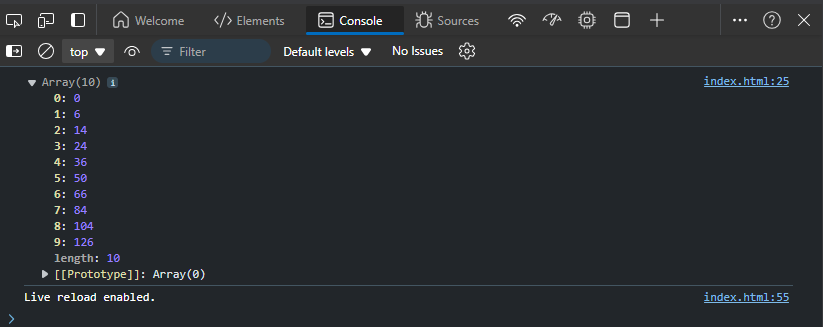 Welcome Elements Console Sources
top Filter Default levels No Issues
Array(10) i index.html:25
0: 0
1: 6
2: 14
3: 24
4: 36
5: 50
6: 66
7: 84
8: 104
9: 126
length: 10
[[Prototype]]: Array(0)
Live reload enabled. index.html:55